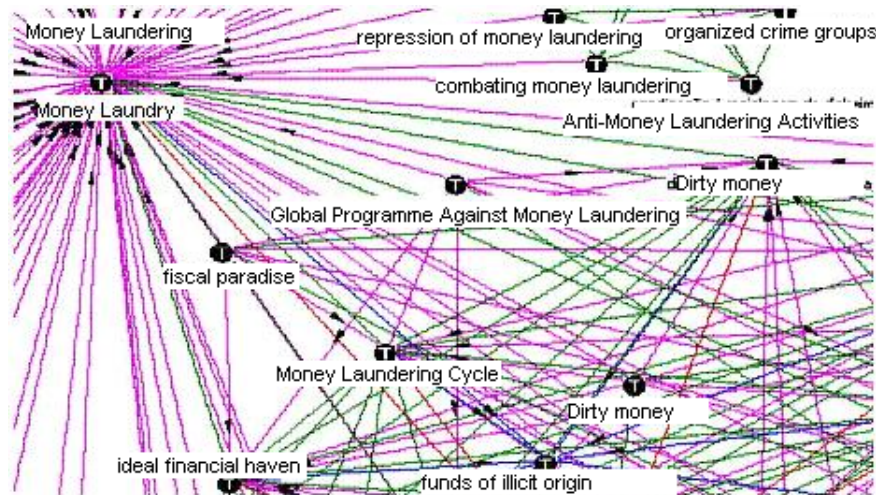 Money Laundering
repression of money laundering
organized crime groups
combating money laundering
Money Laundry
Anti-Money Laundering Activities
Dirty money
Global Programme Against Money Laundering
fiscal paradise
Money Laundering Cycle
Dirty money
ideal financial haven
funds of illicit origin